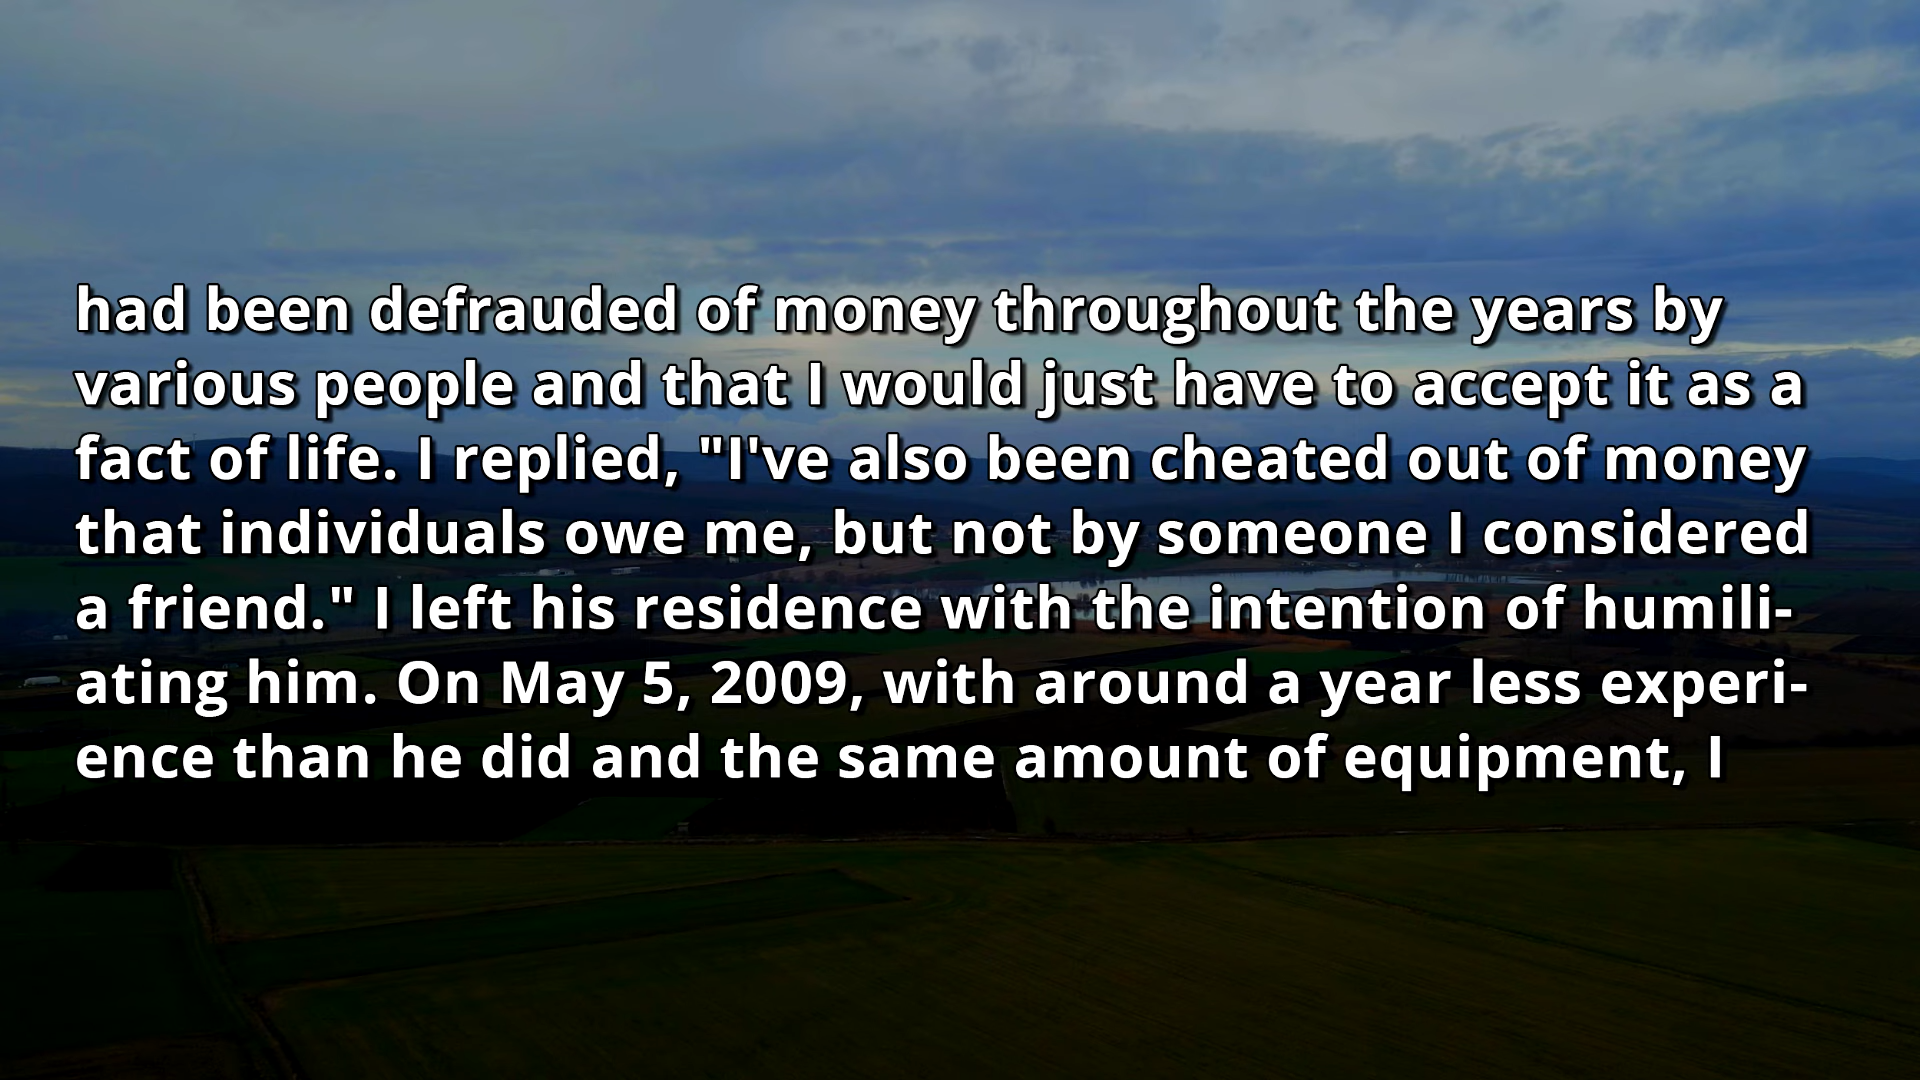 had been defrauded of money throughout the years by
various people and that I would just have to accept it as a
fact of life. I replied, "I've also been cheated out of money
that individuals owe me, but not by someone I considered
a friend." I left his residence with the intention of humili-
ating him. On May 5, 2009, with around a year less experi-
ence than he did and the same amount of equipment, I